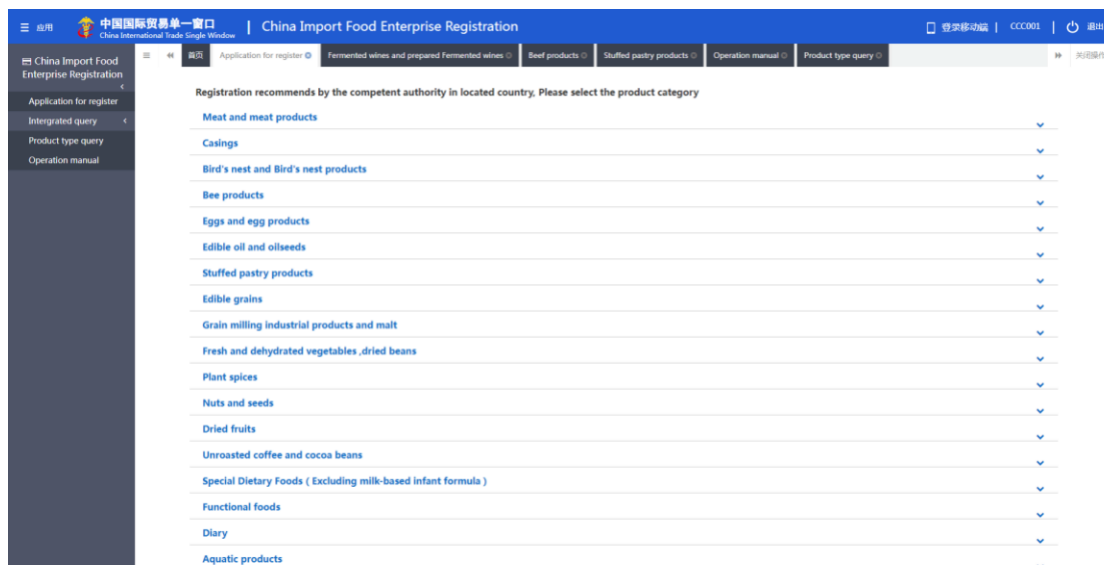 应用
中国国际贸易单一窗口
China International Trade Single Window
China Import Food Enterprise Registration
登录移动端 | CCC001 | 退出
China Import Food
Enterprise Registration
Application for register
Intergrated query
Product type query
Operation manual
首页 Application for register Fermented wines and prepared Fermented wines Beef products Stuffed pastry products Operation manual Product type query 关闭操作
Registration recommends by the competent authority in located country, Please select the product category
Meat and meat products
Casings
Bird's nest and Bird's nest products
Bee products
Eggs and egg products
Edible oil and oilseeds
Stuffed pastry products
Edible grains
Grain milling industrial products and malt
Fresh and dehydrated vegetables ,dried beans
Plant spices
Nuts and seeds
Dried fruits
Unroasted coffee and cocoa beans
Special Dietary Foods ( Excluding milk-based infant formula )
Functional foods
Diary
Aquatic products